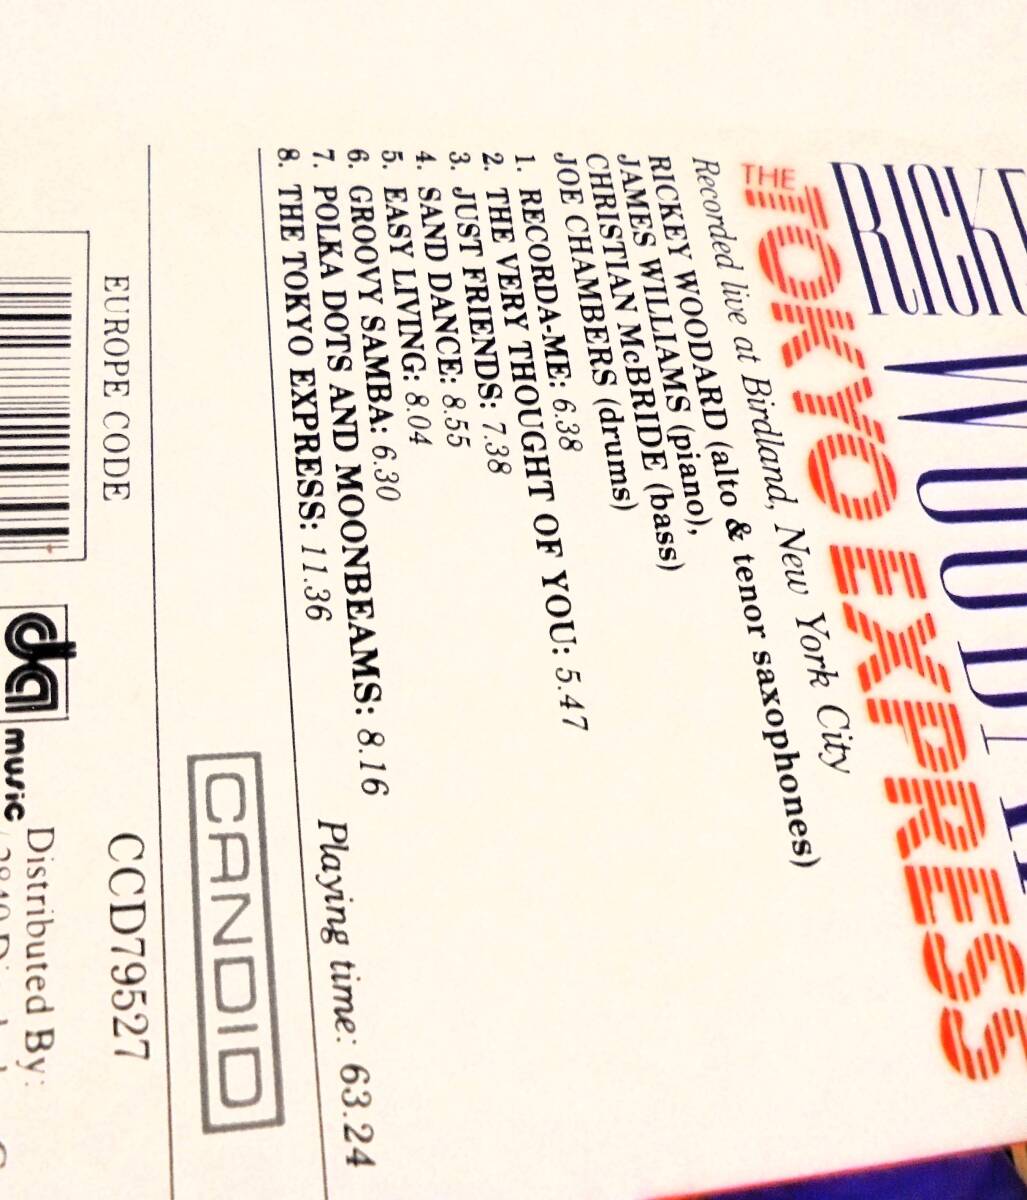 RICKEY WOODARD
THE TOKYO EXPRESS
Recorded live at Birdland, New York City
RICKEY WOODARD (alto & tenor saxophones)
JAMES WILLIAMS (piano),
CHRISTIAN McBRIDE (bass)
JOE CHAMBERS (drums)
1. RECORDA-ME: 6.38
2. THE VERY THOUGHT OF YOU: 5.47
3. JUST FRIENDS: 7.38
4. SAND DANCE: 8.55
5. EASY LIVING: 8.04
6. GROOVY SAMBA: 6.30
7. POLKA DOTS AND MOONBEAMS: 8.16
8. THE TOKYO EXPRESS: 11.36
Playing time: 63.24
CANDID
EUROPE CODE
CCD79527
da music
Distributed By: